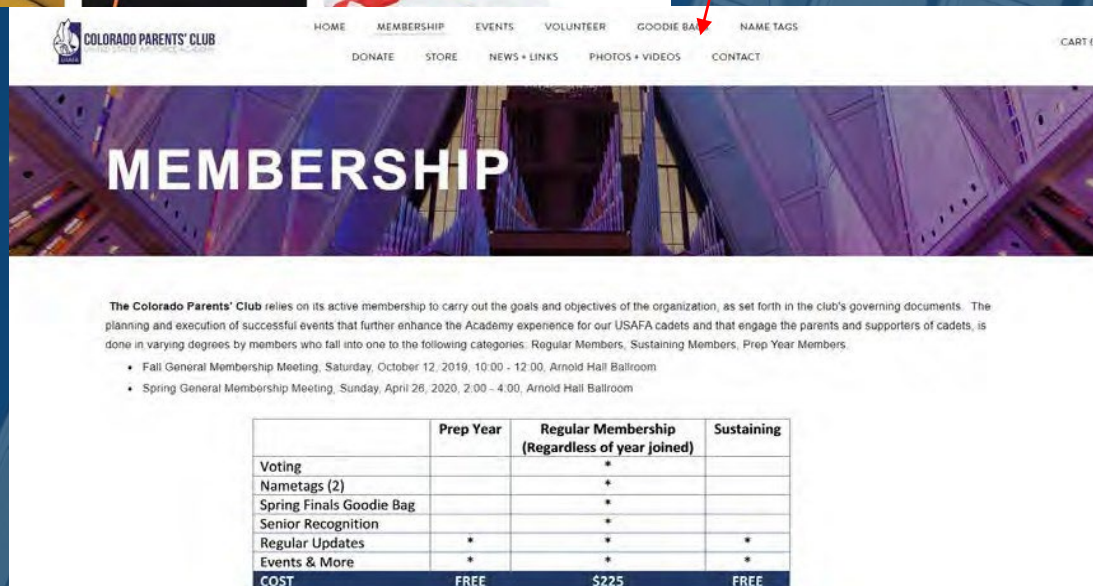 HOME MEMBERSHIP EVENTS VOLUNTEER GOODIE BAGS NAME TAGS
COLORADO PARENTS' CLUB
UNITED STATES AIR FORCE ACADEMY
USAFA
CART (
DONATE STORE NEWS + LINKS PHOTOS + VIDEOS CONTACT
MEMBERSHIP
The Colorado Parents' Club relies on its active membership to carry out the goals and objectives of the organization, as set forth in the club's governing documents. The
planning and execution of successful events that further enhance the Academy experience for our USAFA cadets and that engage the parents and supporters of cadets, is
done in varying degrees by members who fall into one to the following categories: Regular Members, Sustaining Members, Prep Year Members.
• Fall General Membership Meeting, Saturday, October 12, 2019, 10:00 - 12:00, Arnold Hall Ballroom
• Spring General Membership Meeting, Sunday, April 26, 2020, 2:00 - 4:00, Arnold Hall Ballroom
Prep Year Regular Membership Sustaining
(Regardless of year joined)
Voting *
Nametags (2) *
Spring Finals Goodie Bag *
Senior Recognition *
Regular Updates * * *
Events & More * * *
COST FREE $225 FREE